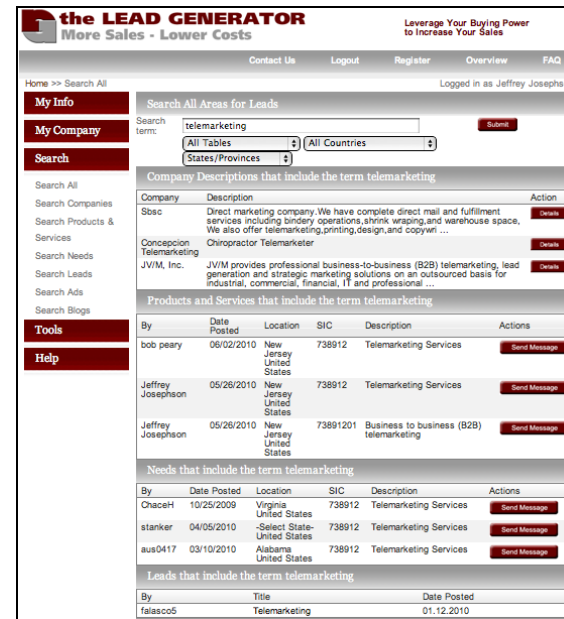 the LEAD GENERATOR
More Sales - Lower Costs
Leverage Your Buying Power
to Increase Your Sales
Contact Us Logout Register Overview FAQ
Home >> Search All
Logged in as Jeffrey Josephs
My Info
My Company
Search
Search All
Search Companies
Search Products &
Services
Search Needs
Search Leads
Search Ads
Search Blogs
Tools
Help
Search All Areas for Leads
Search
term:
telemarketing
Submit
All Tables All Countries
States/Provinces
Company Descriptions that include the term telemarketing
Company Description Action
Sbsc Direct marketing company.We have complete direct mail and fulfillment
services including bindery operations,shrink wraping,and warehouse space,
We also offer telemarketing,printing,design,and copywri ...
Details
Concepcion Chiropractor Telemarketer
Telemarketing
Details
JV/M, Inc. JV/M provides professional business-to-business (B2B) telemarketing, lead
generation and strategic marketing solutions on an outsourced basis for
industrial, commercial, financial, IT and professional ...
Details
Products and Services that include the term telemarketing
By Date Posted Location SIC Description Actions
bob peary 06/02/2010 New 738912 Telemarketing Services Send Message
Jersey
United
States
Jeffrey 05/26/2010 New 738912 Telemarketing Services Send Message
Josephson Jersey
United
States
Jeffrey 05/26/2010 New 73891201 Business to business (B2B) Send Message
Josephson Jersey telemarketing
United
States
Needs that include the term telemarketing
By Date Posted Location SIC Description Actions
ChaceH 10/25/2009 Virginia 738912 Telemarketing Services Send Message
United States
stanker 04/05/2010 -Select State- 738912 Telemarketing Services Send Message
United States
aus0417 03/10/2010 Alabama 738912 Telemarketing Services Send Message
United States
Leads that include the term telemarketing
By Title Date Posted
falasco5 Telemarketing 01.12.2010